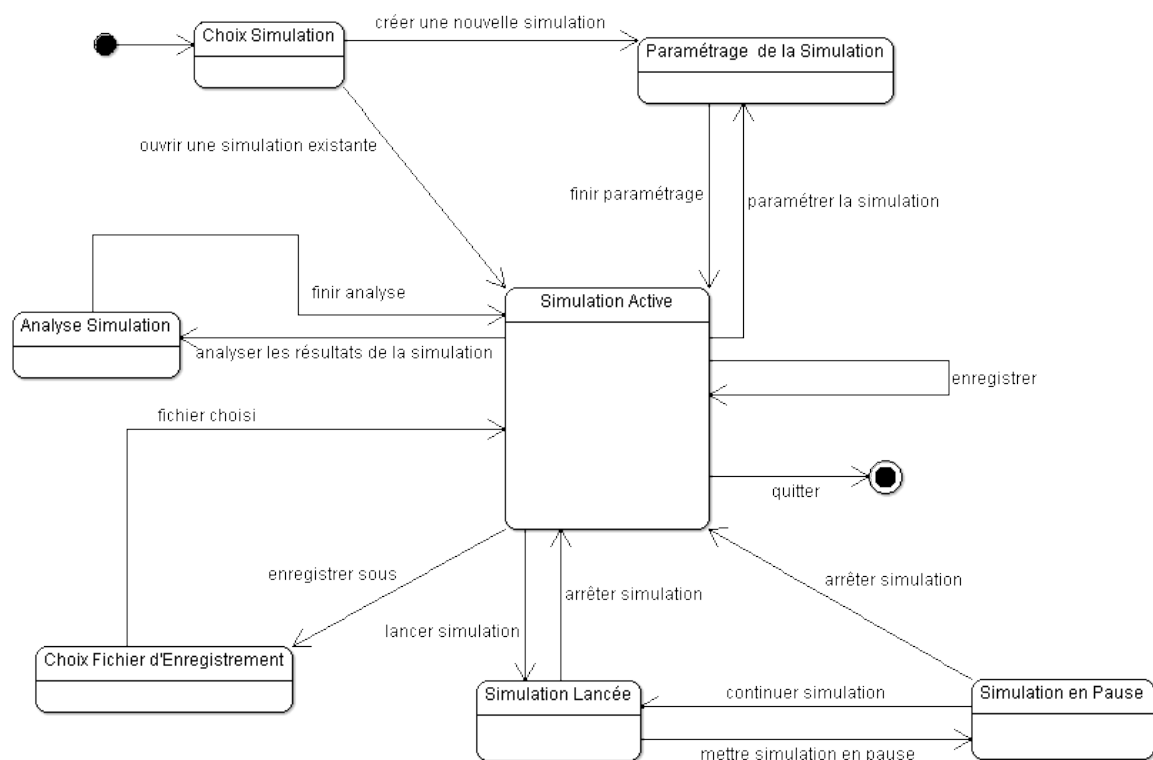 créer une nouvelle simulation
Choix Simulation
Paramétrage de la Simulation
ouvrir une simulation existante
finir paramétrage
paramétrer la simulation
finir analyse
Simulation Active
Analyse Simulation
analyser les résultats de la simulation
enregistrer
fichier choisi
quitter
enregistrer sous
arrêter simulation
arrêter simulation
lancer simulation
Choix Fichier d'Enregistrement
Simulation Lancée
continuer simulation
Simulation en Pause
mettre simulation en pause